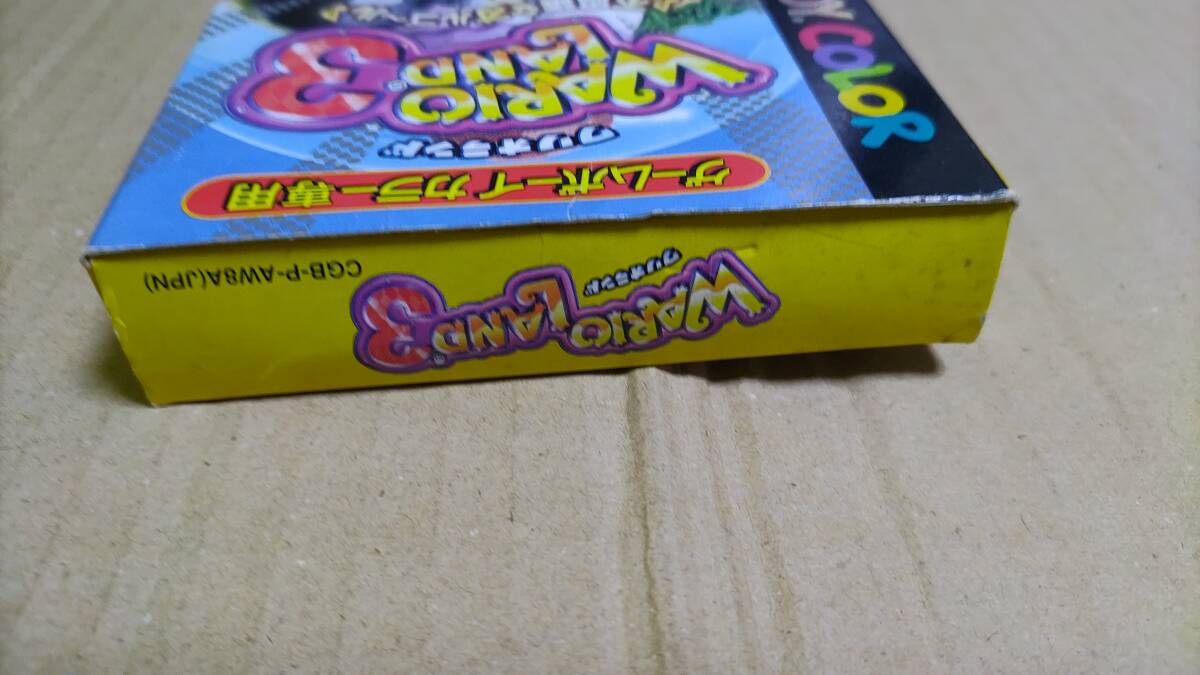 COLOR
WARIO
LAND 3
ワリオランド
ゲームボーイカラー専用
WARIO LAND 3
ワリオランド
CGB-P-AW8A(JPN)